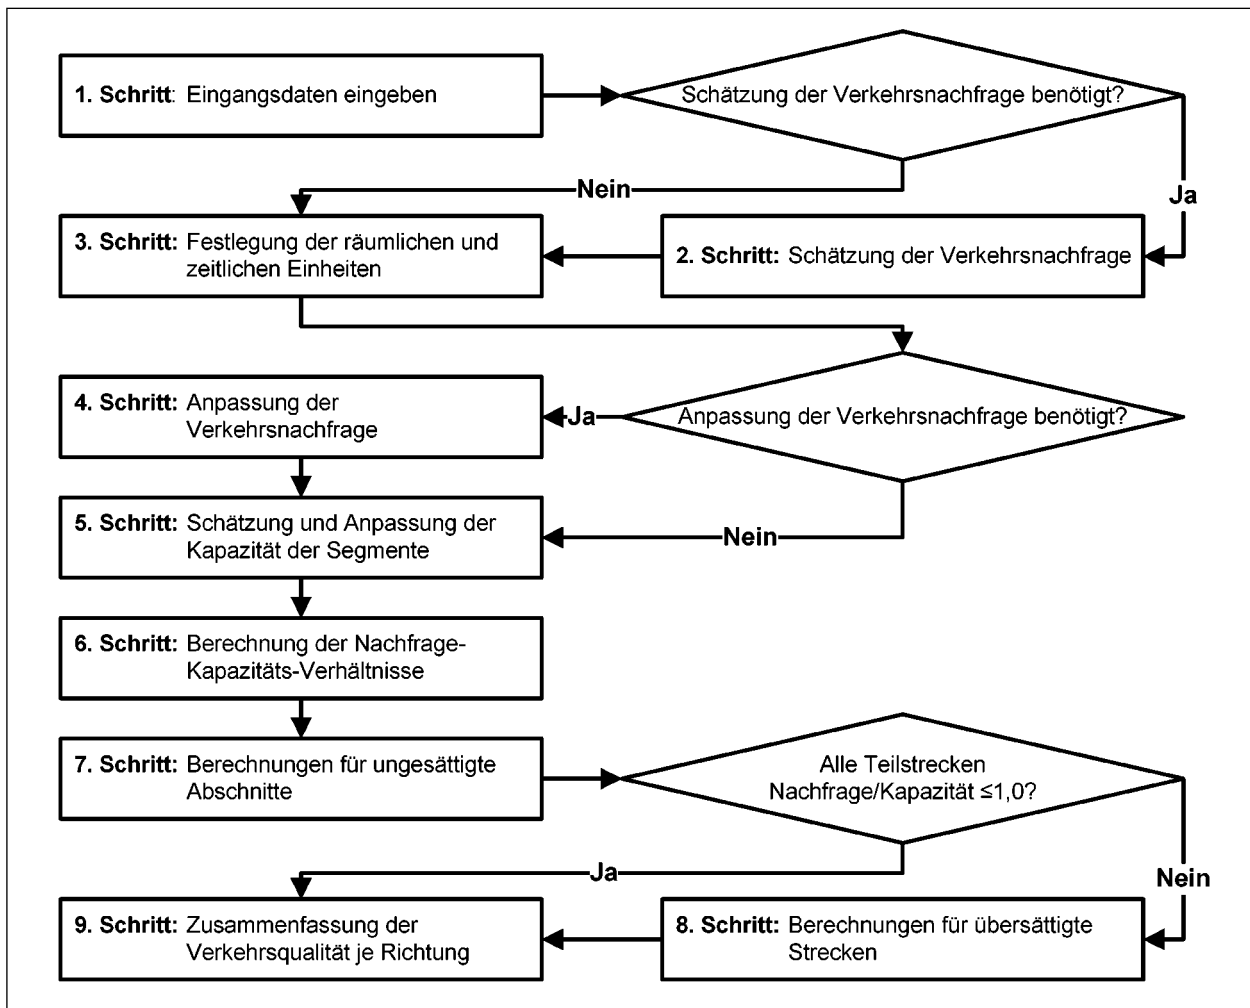 1. Schritt: Eingangsdaten eingeben
Schätzung der Verkehrsnachfrage benötigt?
Nein
Ja
3. Schritt: Festlegung der räumlichen und
zeitlichen Einheiten
2. Schritt: Schätzung der Verkehrsnachfrage
4. Schritt: Anpassung der
Verkehrsnachfrage
Ja
Anpassung der Verkehrsnachfrage benötigt?
5. Schritt: Schätzung und Anpassung der
Kapazität der Segmente
Nein
6. Schritt: Berechnung der Nachfrage-
Kapazitäts-Verhältnisse
7. Schritt: Berechnungen für ungesättigte
Abschnitte
Alle Teilstrecken
Nachfrage/Kapazität ≤1,0?
Ja
Nein
9. Schritt: Zusammenfassung der
Verkehrsqualität je Richtung
8. Schritt: Berechnungen für übersättigte
Strecken